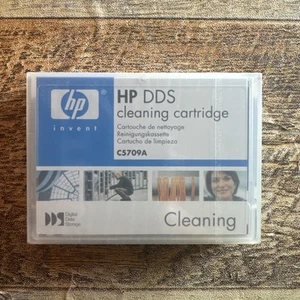 hp
invent
HP DDS
cleaning cartridge
Cartouche de nettoyage
Reinigungskassette
Cartucho de limpieza
C5709A
DDS
Digital
Data
Storage
Cleaning